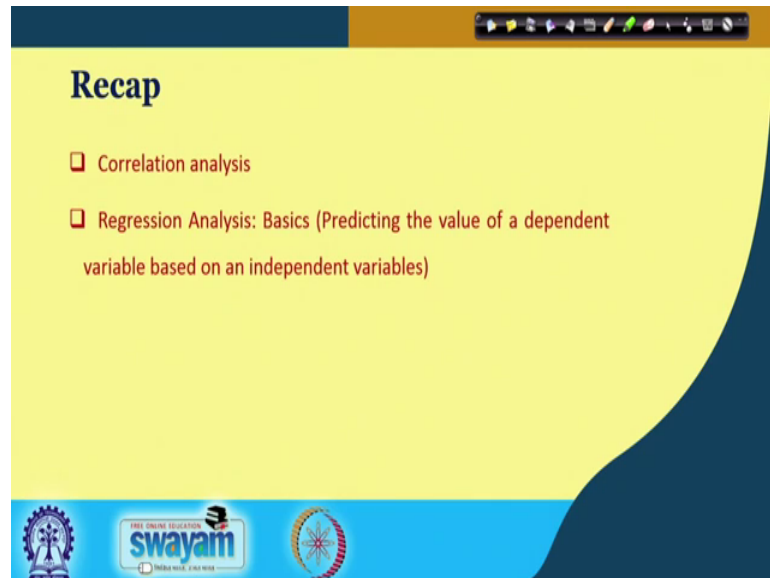 Recap
Correlation analysis
Regression Analysis: Basics (Predicting the value of a dependent
variable based on an independent variables)
FREE ONLINE EDUCATION
swayam